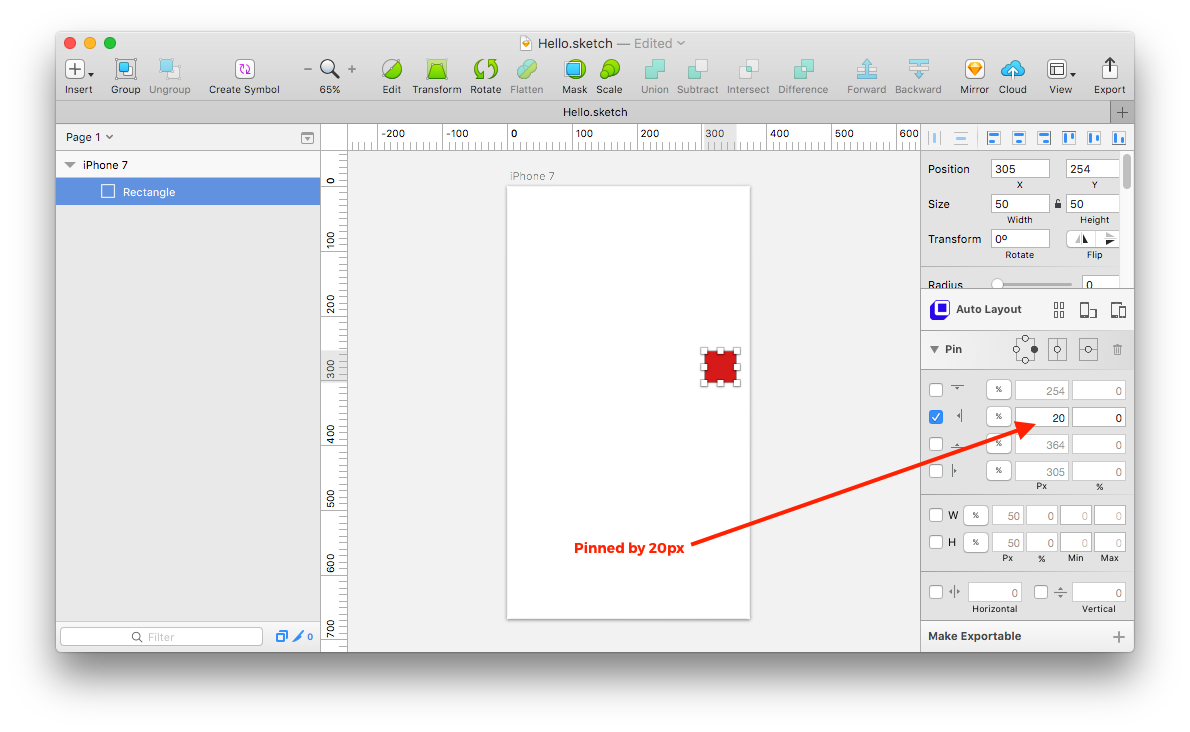 Hello.sketch — Edited
Insert
Group
Ungroup
Create Symbol
65%
Edit
Transform
Rotate
Flatten
Mask
Scale
Union
Subtract
Intersect
Difference
Forward
Backward
Mirror
Cloud
View
Export
Hello.sketch
Page 1
iPhone 7
Rectangle
Filter
0
-200 -100 0 100 200 300 400 500 600
0
100
200
300
400
500
600
700
iPhone 7
Pinned by 20px
Position 305 254
X Y
Size 50 50
Width Height
Transform 0º
Rotate Flip
Radius 0
Auto Layout
Pin
% 254 0
% 20 0
% 364 0
% 305 0
Px %
W % 50 0 0 0
H % 50 0 0 0
Px % Min Max
0 0
Horizontal Vertical
Make Exportable